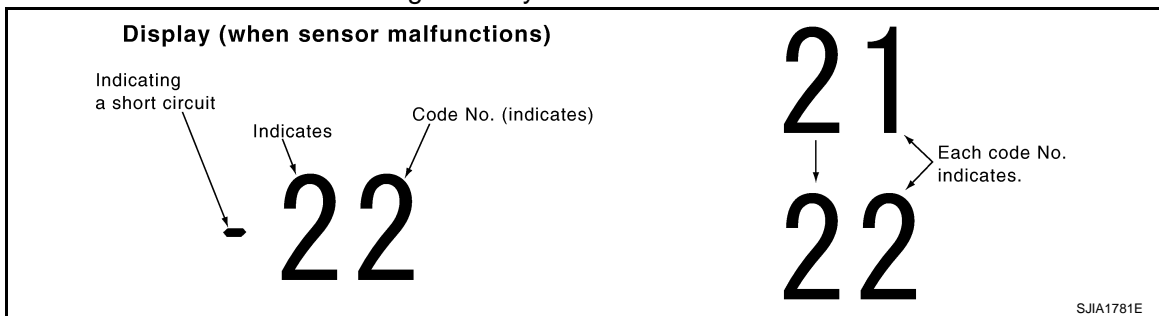 Display (when sensor malfunctions)
Indicating
a short circuit
Indicates
Code No. (indicates)
- 22
21
22
Each code No.
indicates.
SJIA1781E